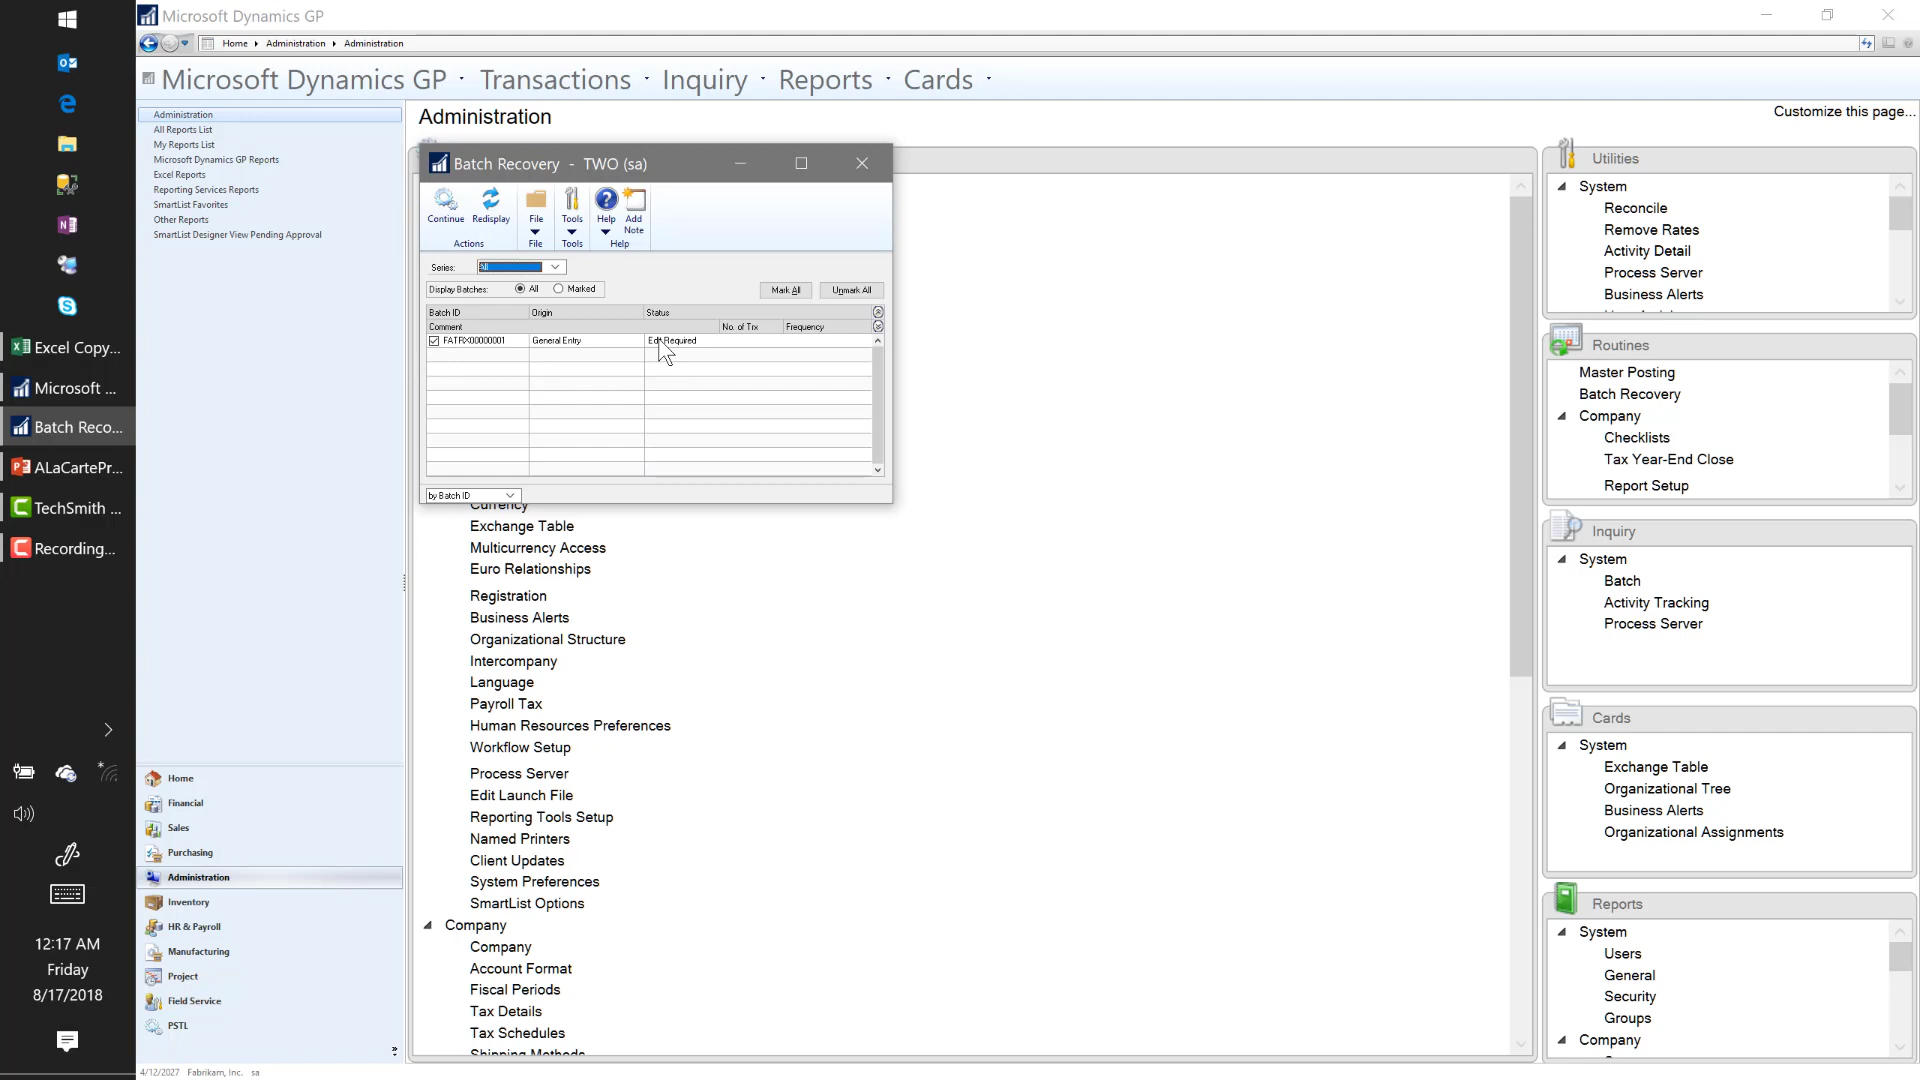 Microsoft Dynamics GP
Home Administration Administration
Microsoft Dynamics GP Transactions Inquiry Reports Cards
Administration
All Reports List
My Reports List
Microsoft Dynamics GP Reports
Excel Reports
Reporting Services Reports
SmartList Favorites
Other Reports
SmartList Designer View Pending Approval
Excel Copy...
Microsoft ...
Batch Reco...
ALaCartePr...
TechSmith ...
Recording...
12:17 AM
Friday
8/17/2018
Home
Financial
Sales
Purchasing
Administration
Inventory
HR & Payroll
Manufacturing
Project
Field Service
PSTL
4/12/2027 Fabrikam, Inc. sa
Administration
Customize this page...
Batch Recovery - TWO (sa)
Continue
Redisplay
File
Tools
Help
Add
Note
Actions
File
Tools
Help
Series: All
Display Batches: All Marked
Mark All
Unmark All
Batch ID Origin Status
Comment No. of Trx Frequency
FATRX00000001 General Entry Edit Required
by Batch ID
Currency
Exchange Table
Multicurrency Access
Euro Relationships
Registration
Business Alerts
Organizational Structure
Intercompany
Language
Payroll Tax
Human Resources Preferences
Workflow Setup
Process Server
Edit Launch File
Reporting Tools Setup
Named Printers
Client Updates
System Preferences
SmartList Options
Company
Company
Account Format
Fiscal Periods
Tax Details
Tax Schedules
Shipping Methods
Utilities
System
Reconcile
Remove Rates
Activity Detail
Process Server
Business Alerts
Routines
Master Posting
Batch Recovery
Company
Checklists
Tax Year-End Close
Report Setup
Inquiry
System
Batch
Activity Tracking
Process Server
Cards
System
Exchange Table
Organizational Tree
Business Alerts
Organizational Assignments
Reports
System
Users
General
Security
Groups
Company